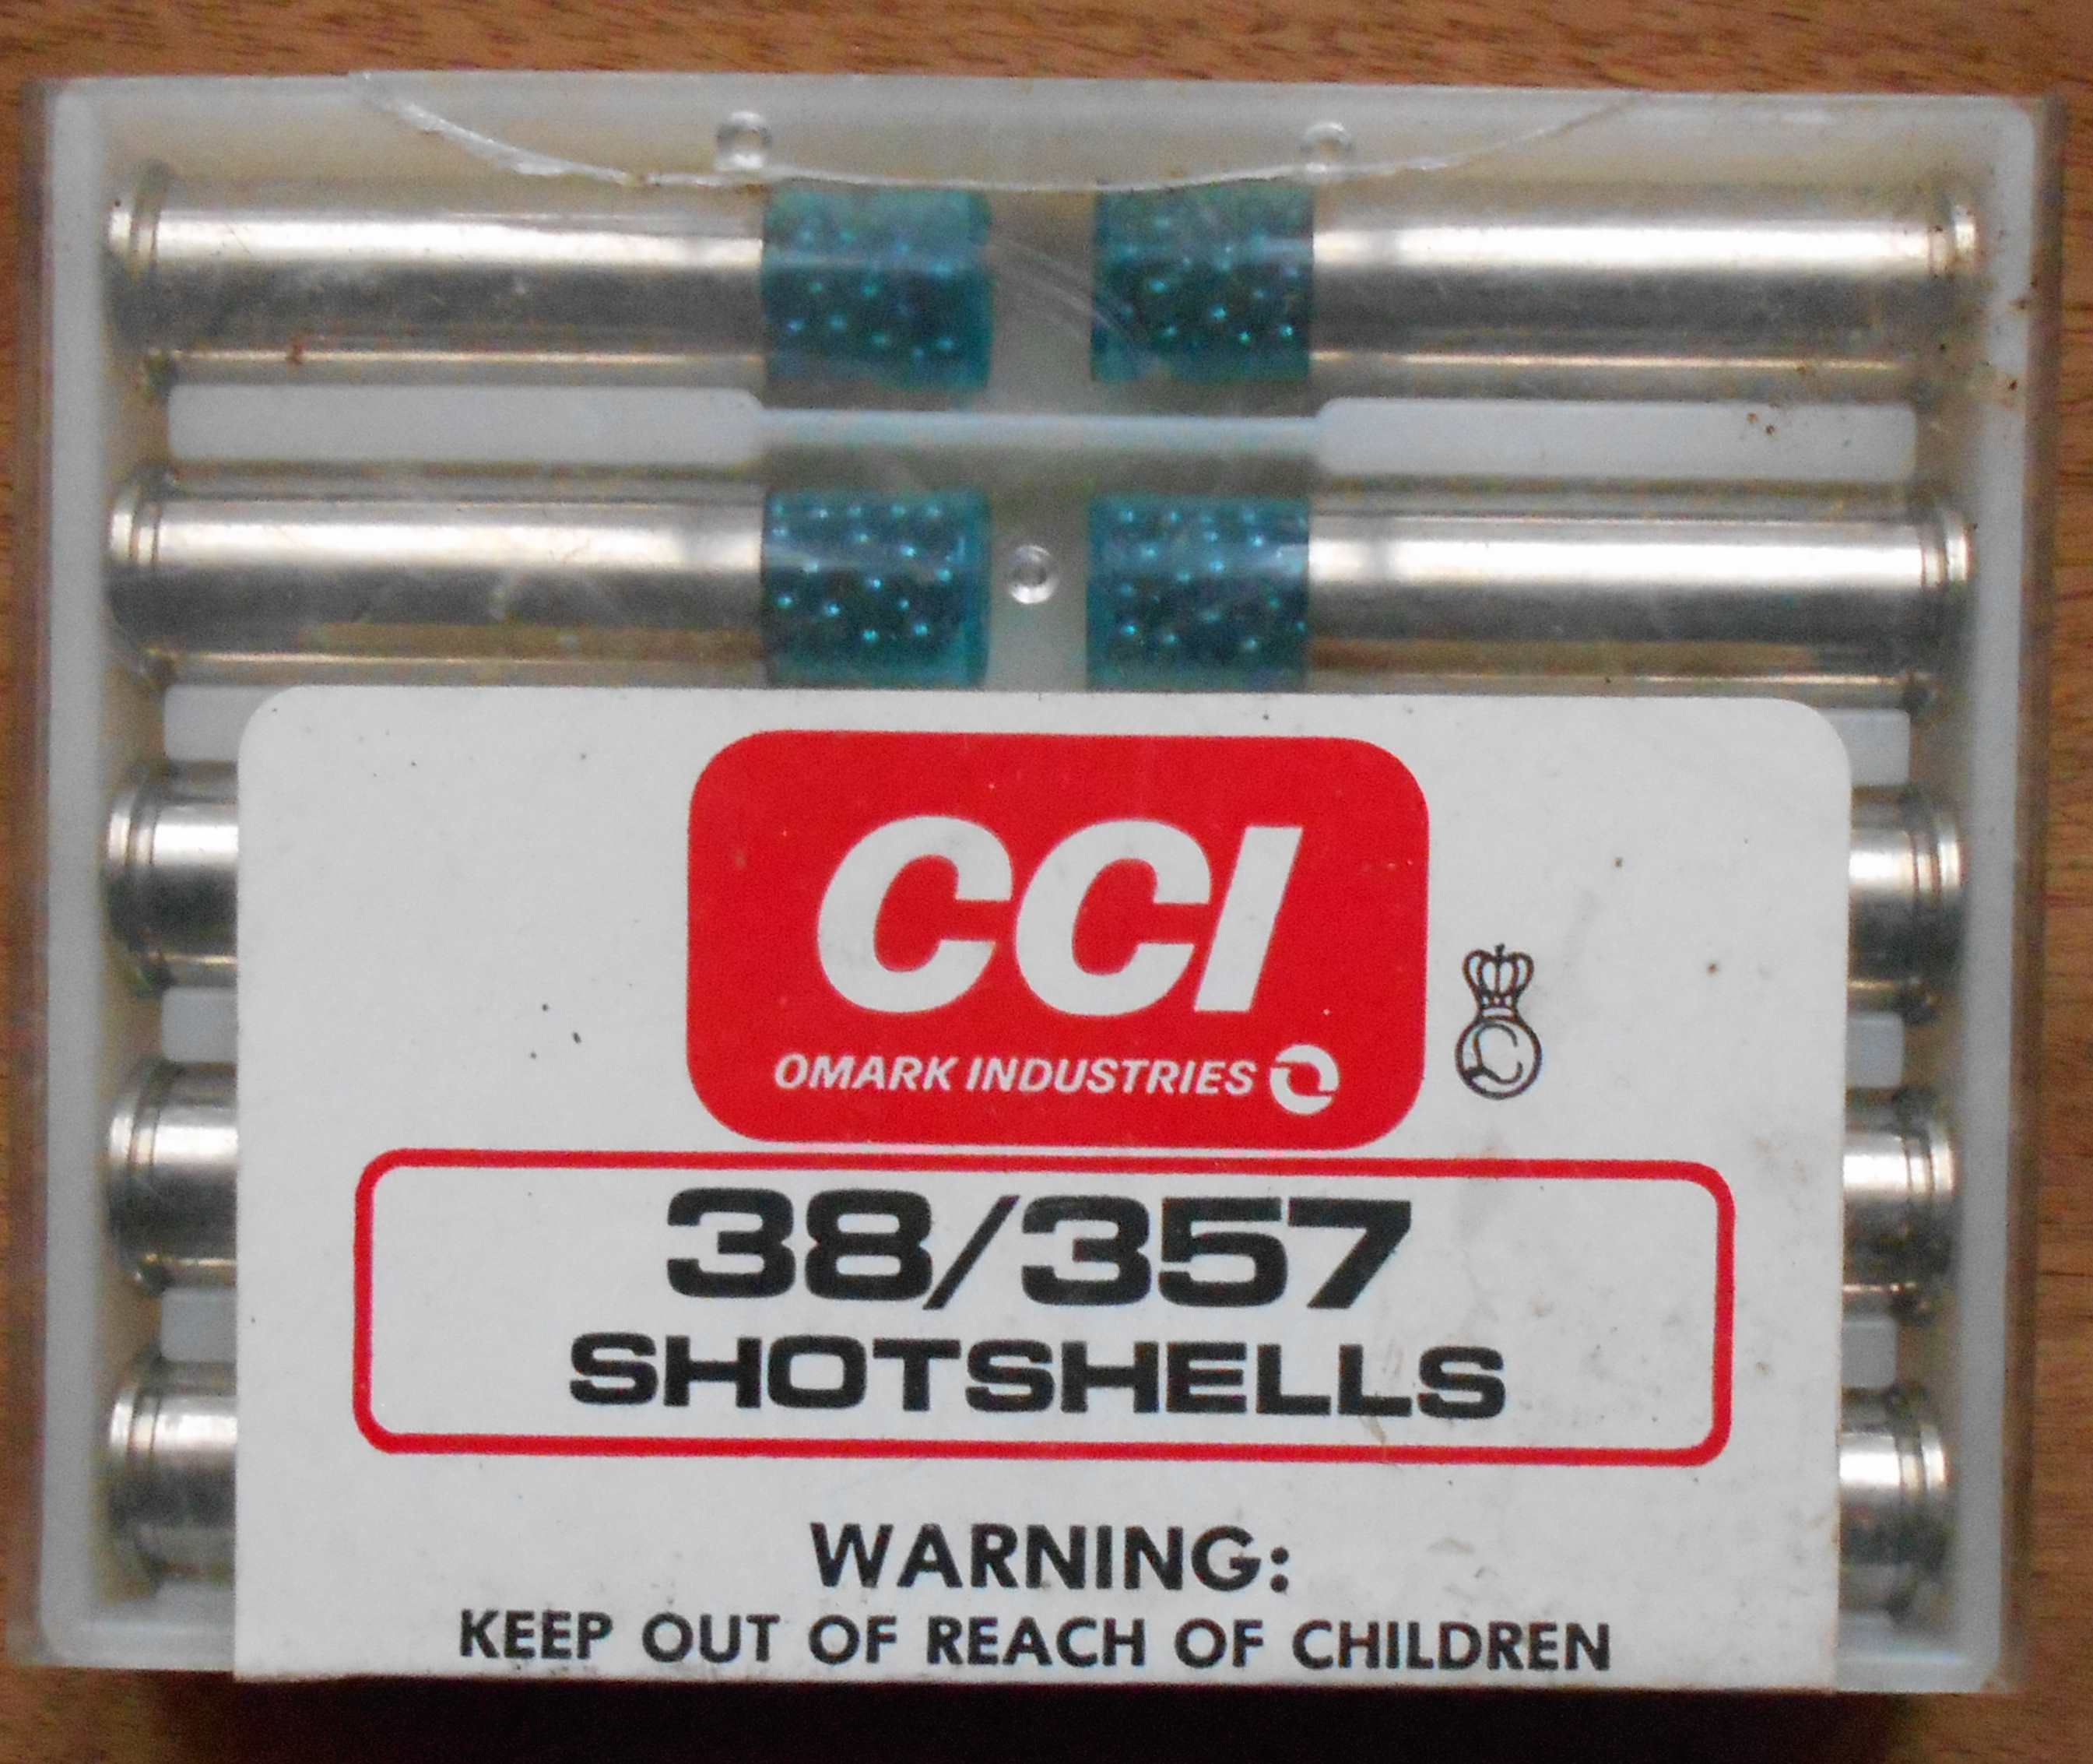 CCI
OMARK INDUSTRIES
38/357
SHOTSHELLS
WARNING:
KEEP OUT OF REACH OF CHILDREN